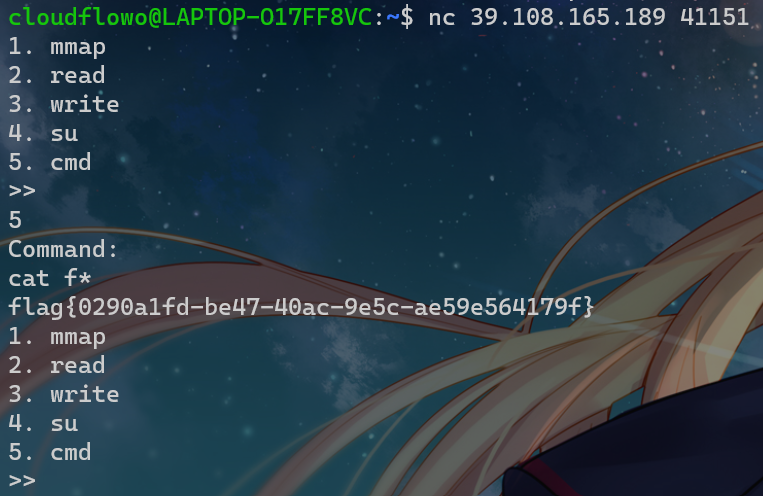 cloudflowo@LAPTOP-O17FF8VC:~$ nc 39.108.165.189 41151
1. mmap
2. read
3. write
4. su
5. cmd
>>
5
Command:
cat f*
flag{0290a1fd-be47-40ac-9e5c-ae59e564179f}
1. mmap
2. read
3. write
4. su
5. cmd
>>